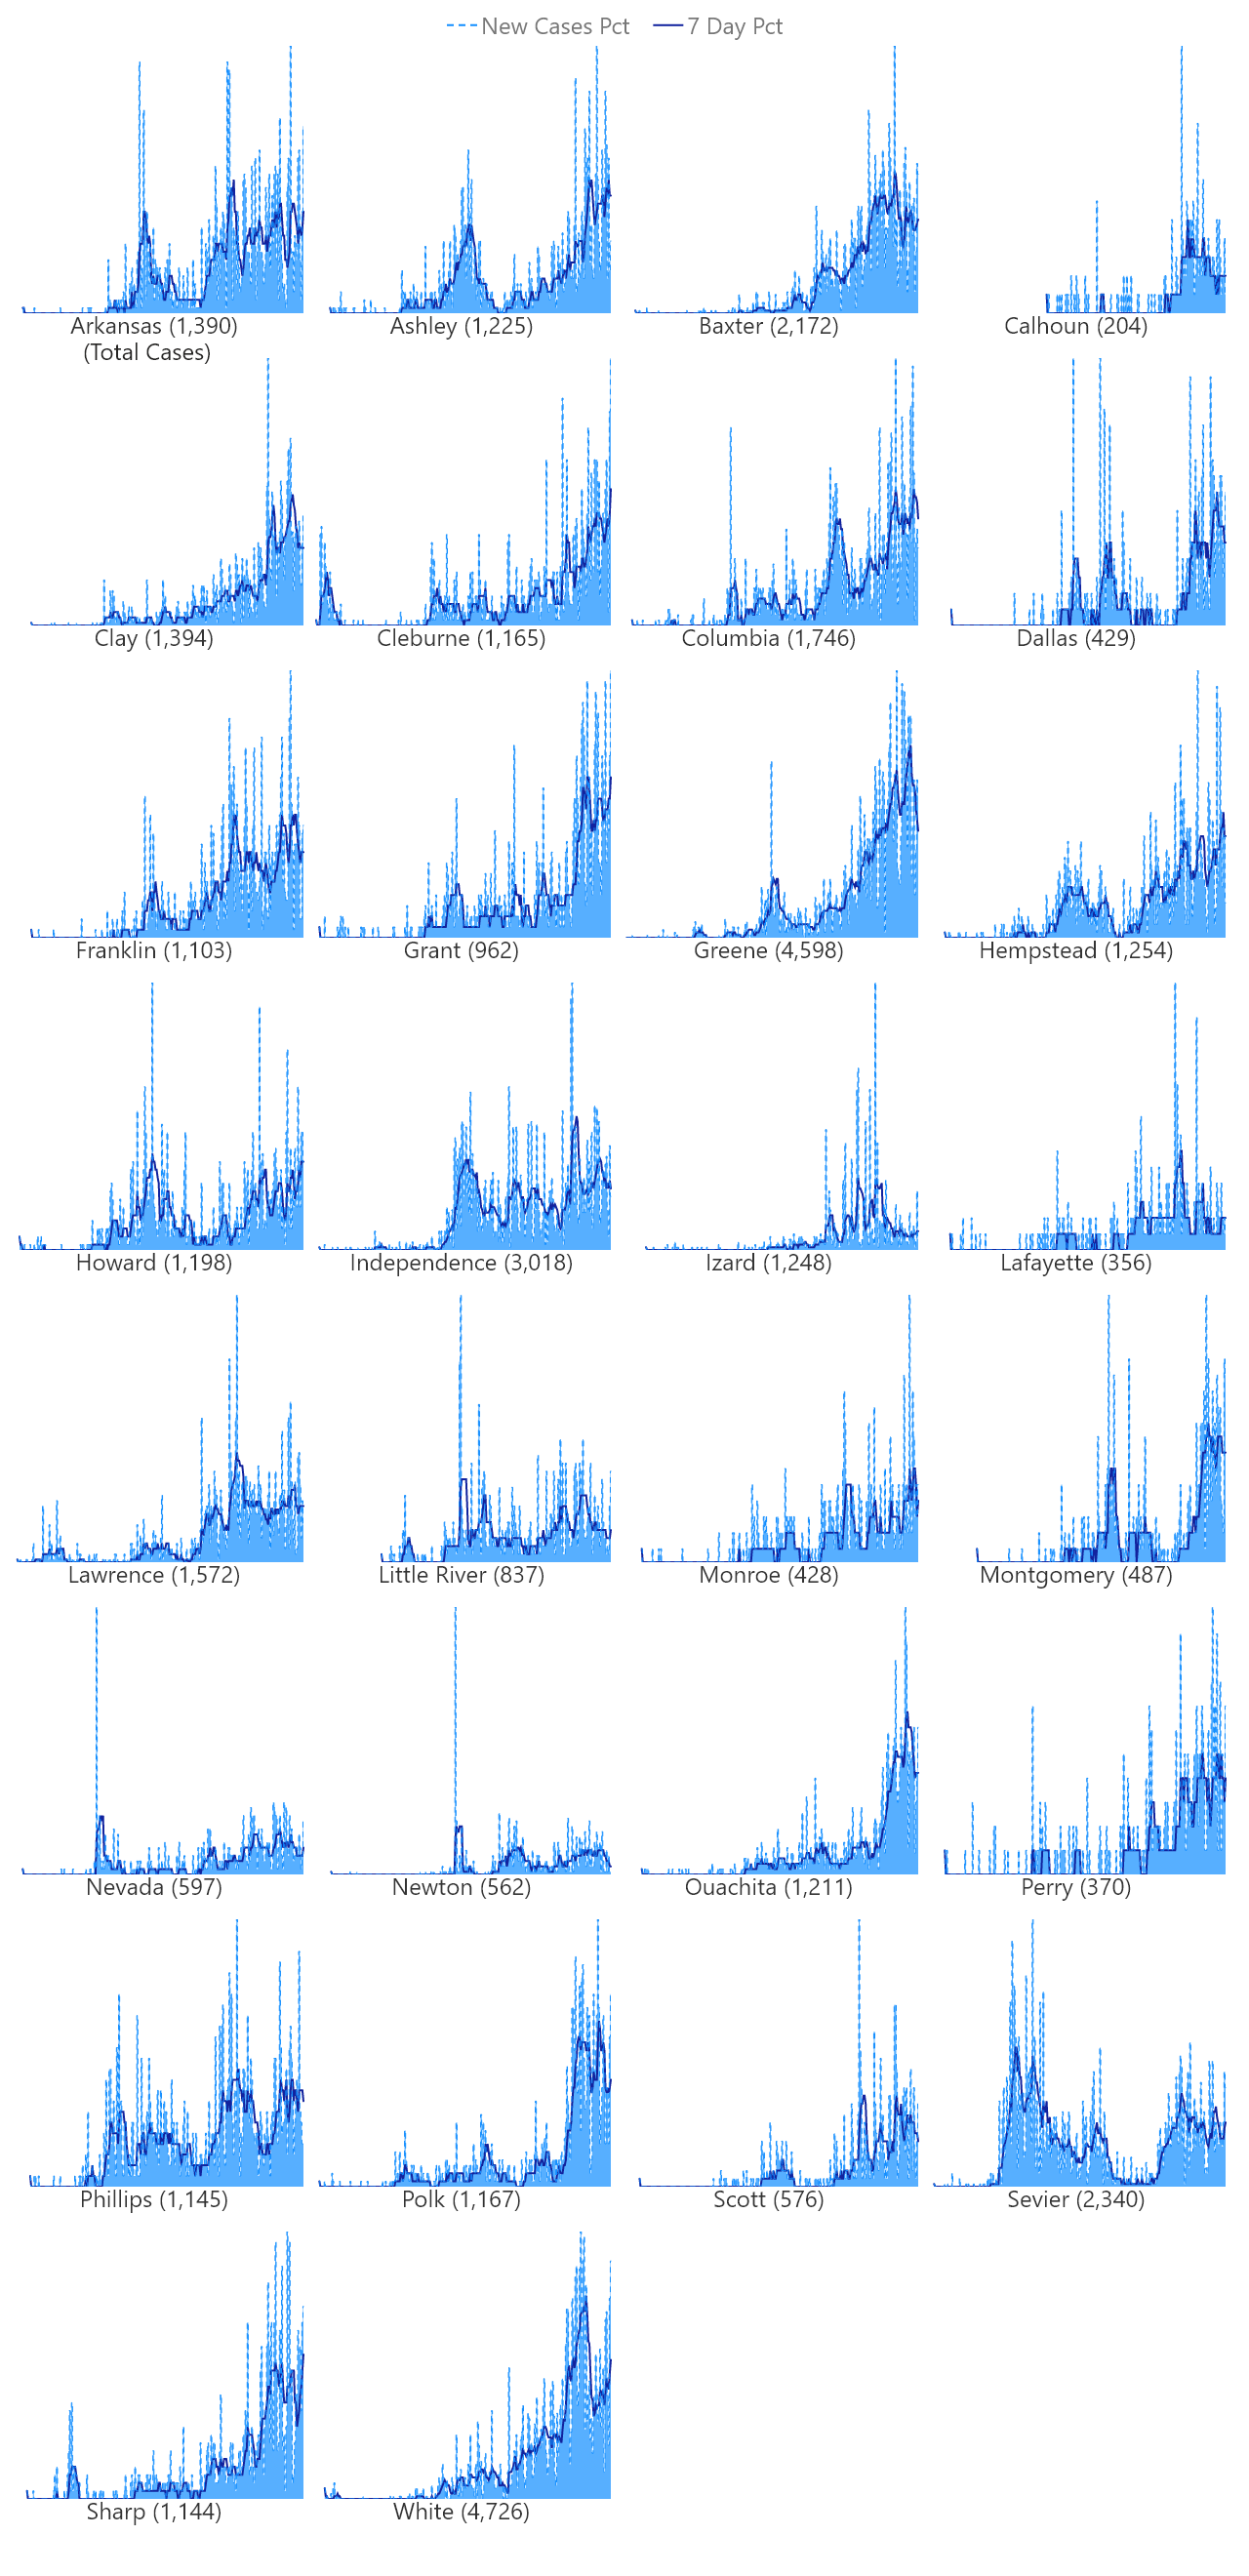 New Cases Pct 7 Day Pct
Arkansas (1,390) Ashley (1,225) Baxter (2,172) Calhoun (204)
(Total Cases)
Clay (1,394) Cleburne (1,165) Columbia (1,746) Dallas (429)
Franklin (1,103) Grant (962) Greene (4,598) Hempstead (1,254)
Howard (1,198) Independence (3,018) Izard (1,248) Lafayette (356)
Lawrence (1,572) Little River (837) Monroe (428) Montgomery (487)
Nevada (597) Newton (562) Ouachita (1,211) Perry (370)
Phillips (1,145) Polk (1,167) Scott (576) Sevier (2,340)
Sharp (1,144) White (4,726)